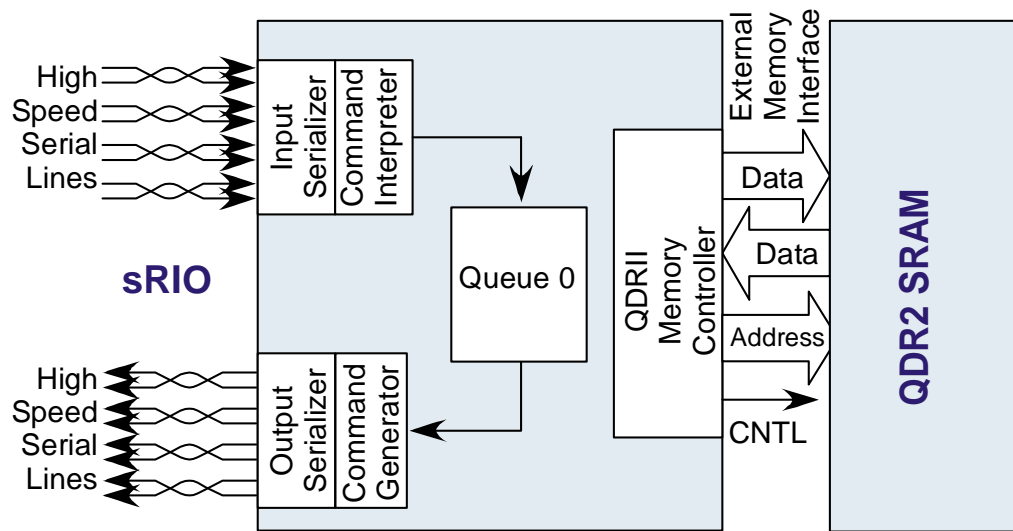 High
Speed
Serial
Lines
Input
Serializer
Command
Interpreter
sRIO
Queue 0
High
Speed
Serial
Lines
Output
Serializer
Command
Generator
QDRII
Memory
Controller
External
Memory
Interface
Data
Data
Address
CNTL
QDR2 SRAM